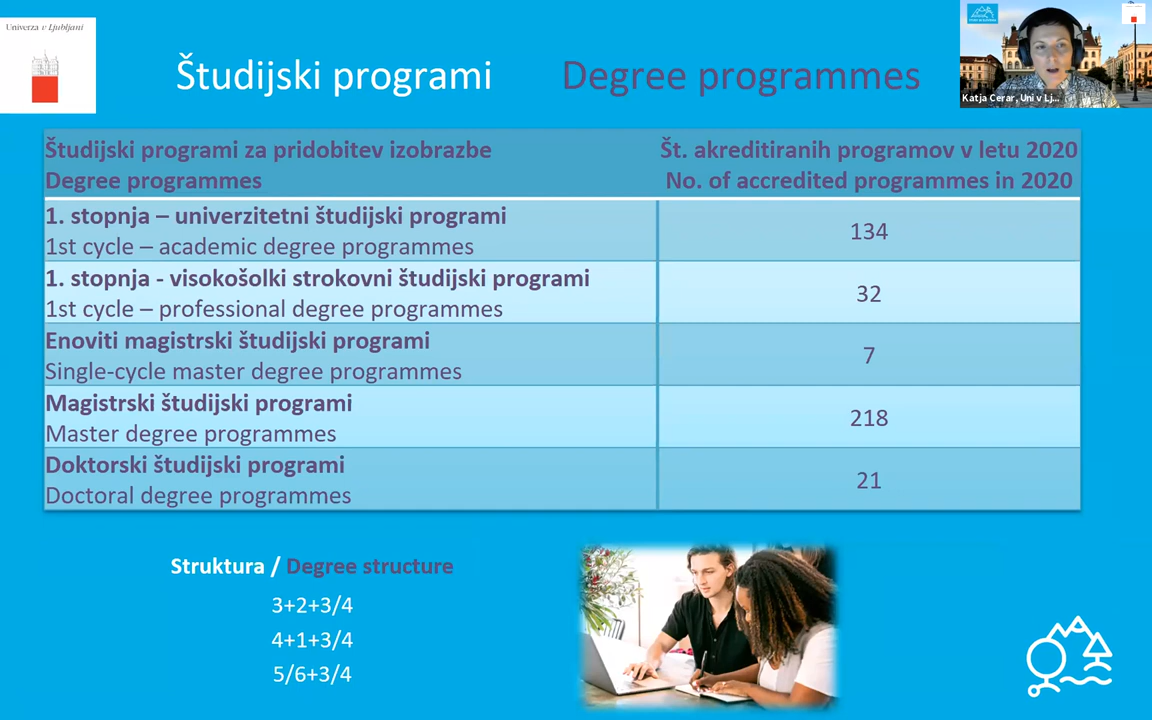 Univerza v Ljubljani
Študijski programi
Degree programmes
Katja Cerar, Uni v Lj...
Študijski programi za pridobitev izobrazbe
Degree programmes
Št. akreditiranih programov v letu 2020
No. of accredited programmes in 2020
1. stopnja – univerzitetni študijski programi
1st cycle – academic degree programmes
134
1. stopnja - visokošolki strokovni študijski programi
1st cycle – professional degree programmes
32
Enoviti magistrski študijski programi
Single-cycle master degree programmes
7
Magistrski študijski programi
Master degree programmes
218
Doktorski študijski programi
Doctoral degree programmes
21
Struktura / Degree structure
3+2+3/4
4+1+3/4
5/6+3/4